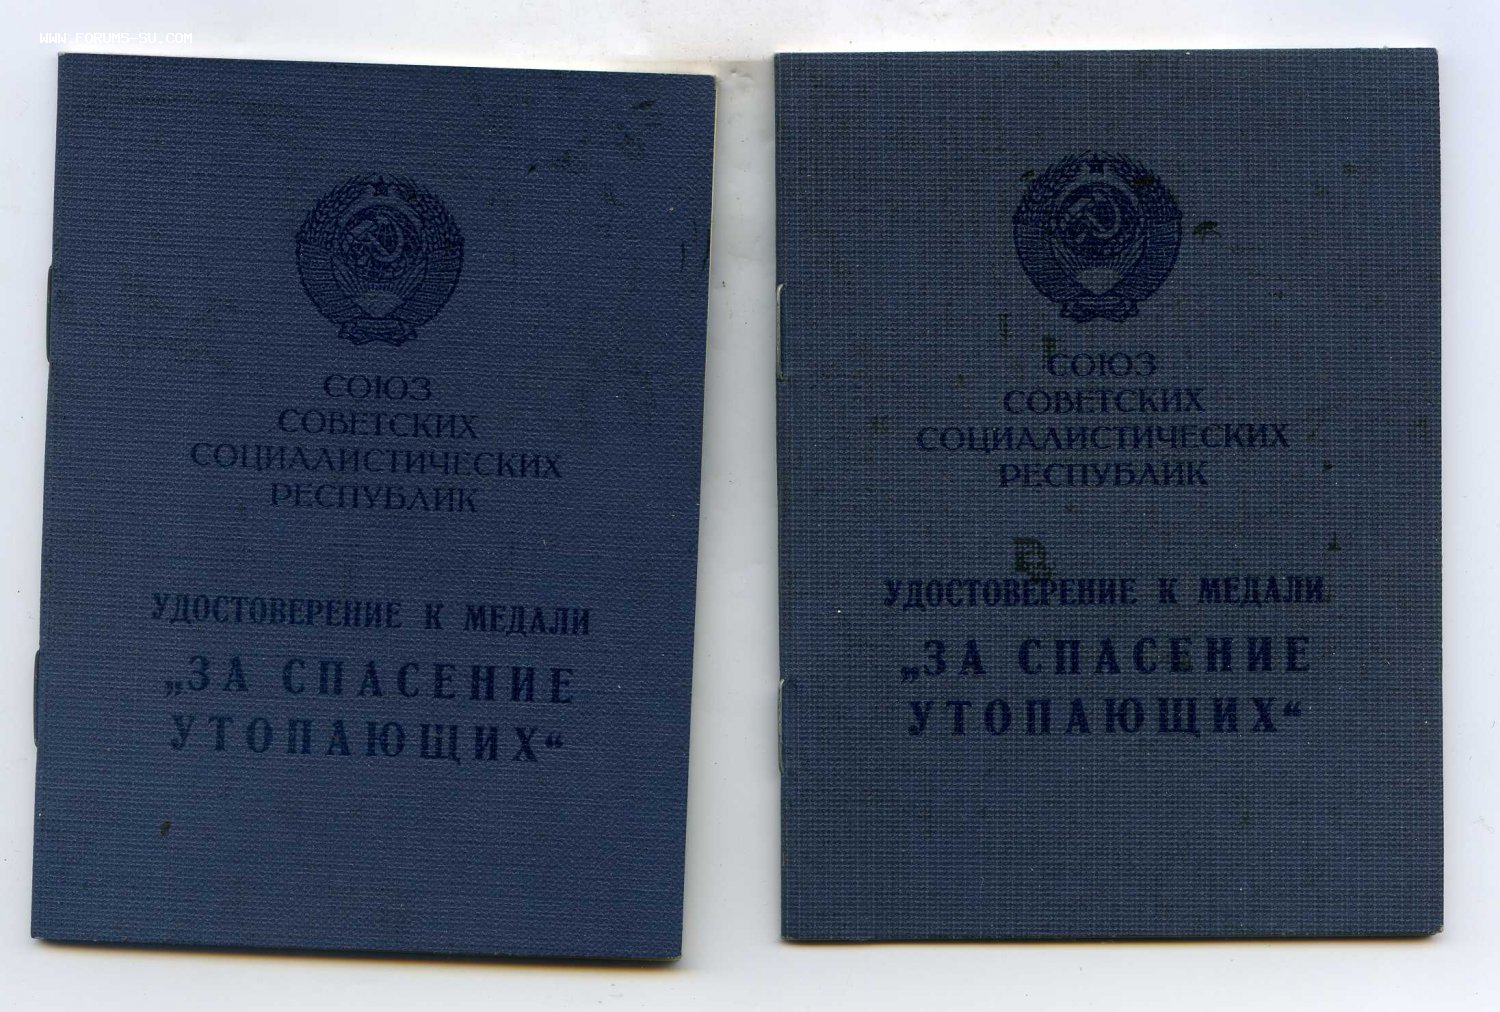 WWW.FORUMS-SU.COM
СОЮЗ
СОВЕТСКИХ
СОЦИАЛИСТИЧЕСКИХ
РЕСПУБЛИК
УДОСТОВЕРЕНИЕ К МЕДАЛИ
„ЗА СПАСЕНИЕ
УТОПАЮЩИХ“
СОЮЗ
СОВЕТСКИХ
СОЦИАЛИСТИЧЕСКИХ
РЕСПУБЛИК
УДОСТОВЕРЕНИЕ К МЕДАЛИ
„ЗА СПАСЕНИЕ
УТОПАЮЩИХ“